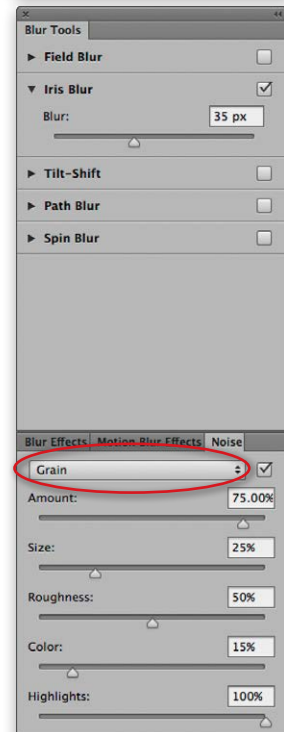 Blur Tools
Field Blur
Iris Blur
Blur:
35 px
Tilt-Shift
Path Blur
Spin Blur
Blur Effects Motion Blur Effects Noise
Grain
Amount:
75.00%
Size:
25%
Roughness:
50%
Color:
15%
Highlights:
100%